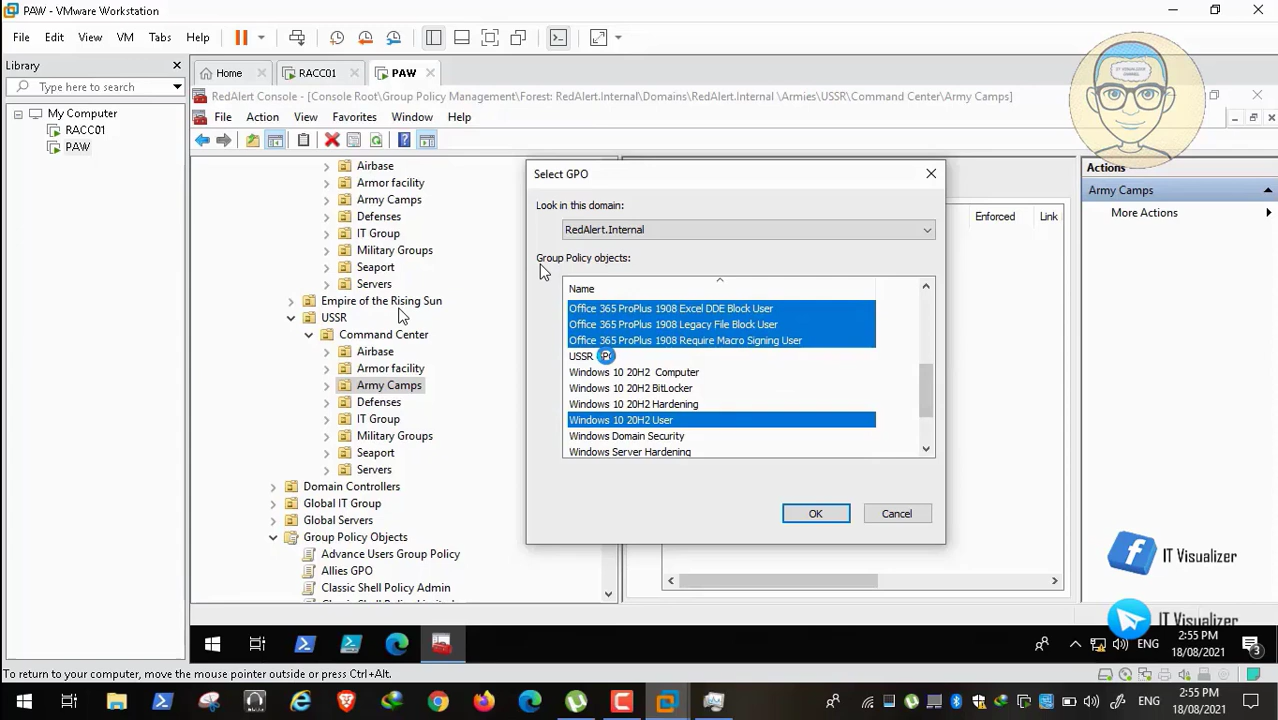 PAW - VMware Workstation
File Edit View VM Tabs Help
Library
Type here to search
My Computer
RACC01
PAW
Home
RACC01
PAW
IT VISUALIZER
CHANNEL
RedAlert Console - [Console Root\Group Policy Management\Forest: RedAlert.Internal\Domains\RedAlert.Internal \Armies\USSR\Command Center\Army Camps]
File Action View Favorites Window Help
Airbase
Armor facility
Army Camps
Defenses
IT Group
Military Groups
Seaport
Servers
Empire of the Rising Sun
USSR
Command Center
Airbase
Armor facility
Army Camps
Defenses
IT Group
Military Groups
Seaport
Servers
Domain Controllers
Global IT Group
Global Servers
Group Policy Objects
Advance Users Group Policy
Allies GPO
Classic Shell Policy Admin
Select GPO
Look in this domain:
RedAlert.Internal
Group Policy objects:
Name
Office 365 ProPlus 1908 Excel DDE Block User
Office 365 ProPlus 1908 Legacy File Block User
Office 365 ProPlus 1908 Require Macro Signing User
USSR
Windows 10 20H2 Computer
Windows 10 20H2 BitLocker
Windows 10 20H2 Hardening
Windows 10 20H2 User
Windows Domain Security
Windows Server Hardening
OK Cancel
Enforced Link
Actions
Army Camps
More Actions
IT Visualizer
IT Visualizer
ENG
2:55 PM
18/08/2021
3
To return to your computer, move the mouse pointer outside or press Ctrl+Alt.
ENG
2:55 PM
18/08/2021